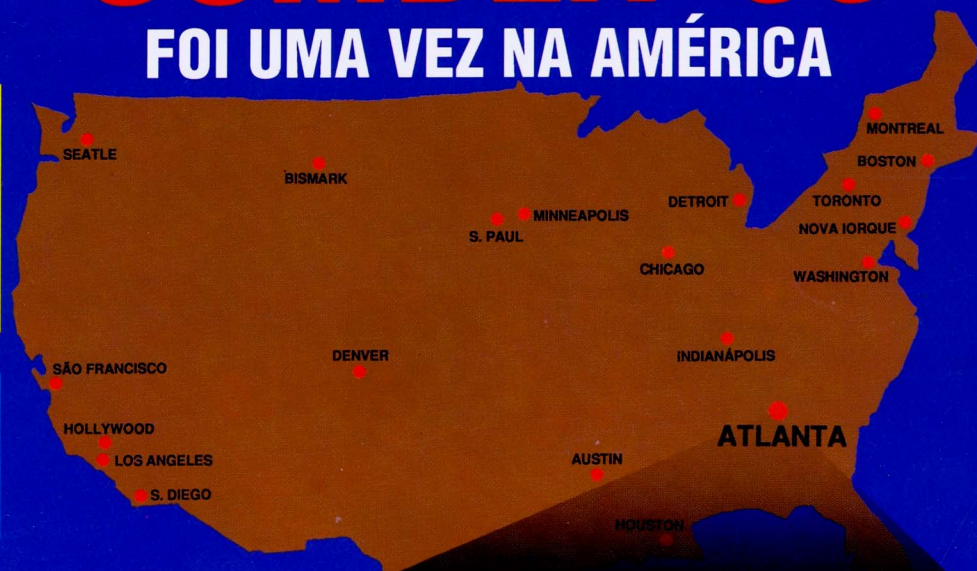 FOI UMA VEZ NA AMÉRICA
MONTREAL
SEATLE
BOSTON
BISMARK
DETROIT
TORONTO
MINNEAPOLIS
NOVA IORQUE
S. PAUL
CHICAGO
WASHINGTON
DENVER
INDIANÁPOLIS
SÃO FRANCISCO
HOLLYWOOD
ATLANTA
LOS ANGELES
AUSTIN
S. DIEGO
HOUSTON